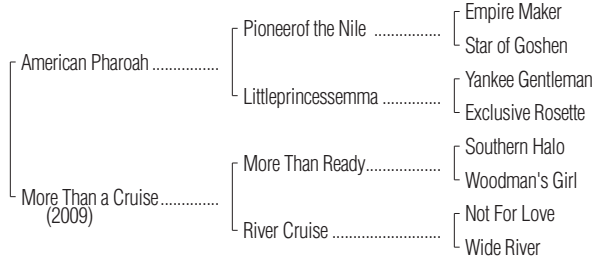 Empire Maker
Pioneerof the Nile ................
Star of Goshen
American Pharoah ................
Yankee Gentleman
Littleprincessemma ..............
Exclusive Rosette
Southern Halo
More Than Ready..................
Woodman's Girl
More Than a Cruise..............
(2009)
Not For Love
River Cruise ..........................
Wide River